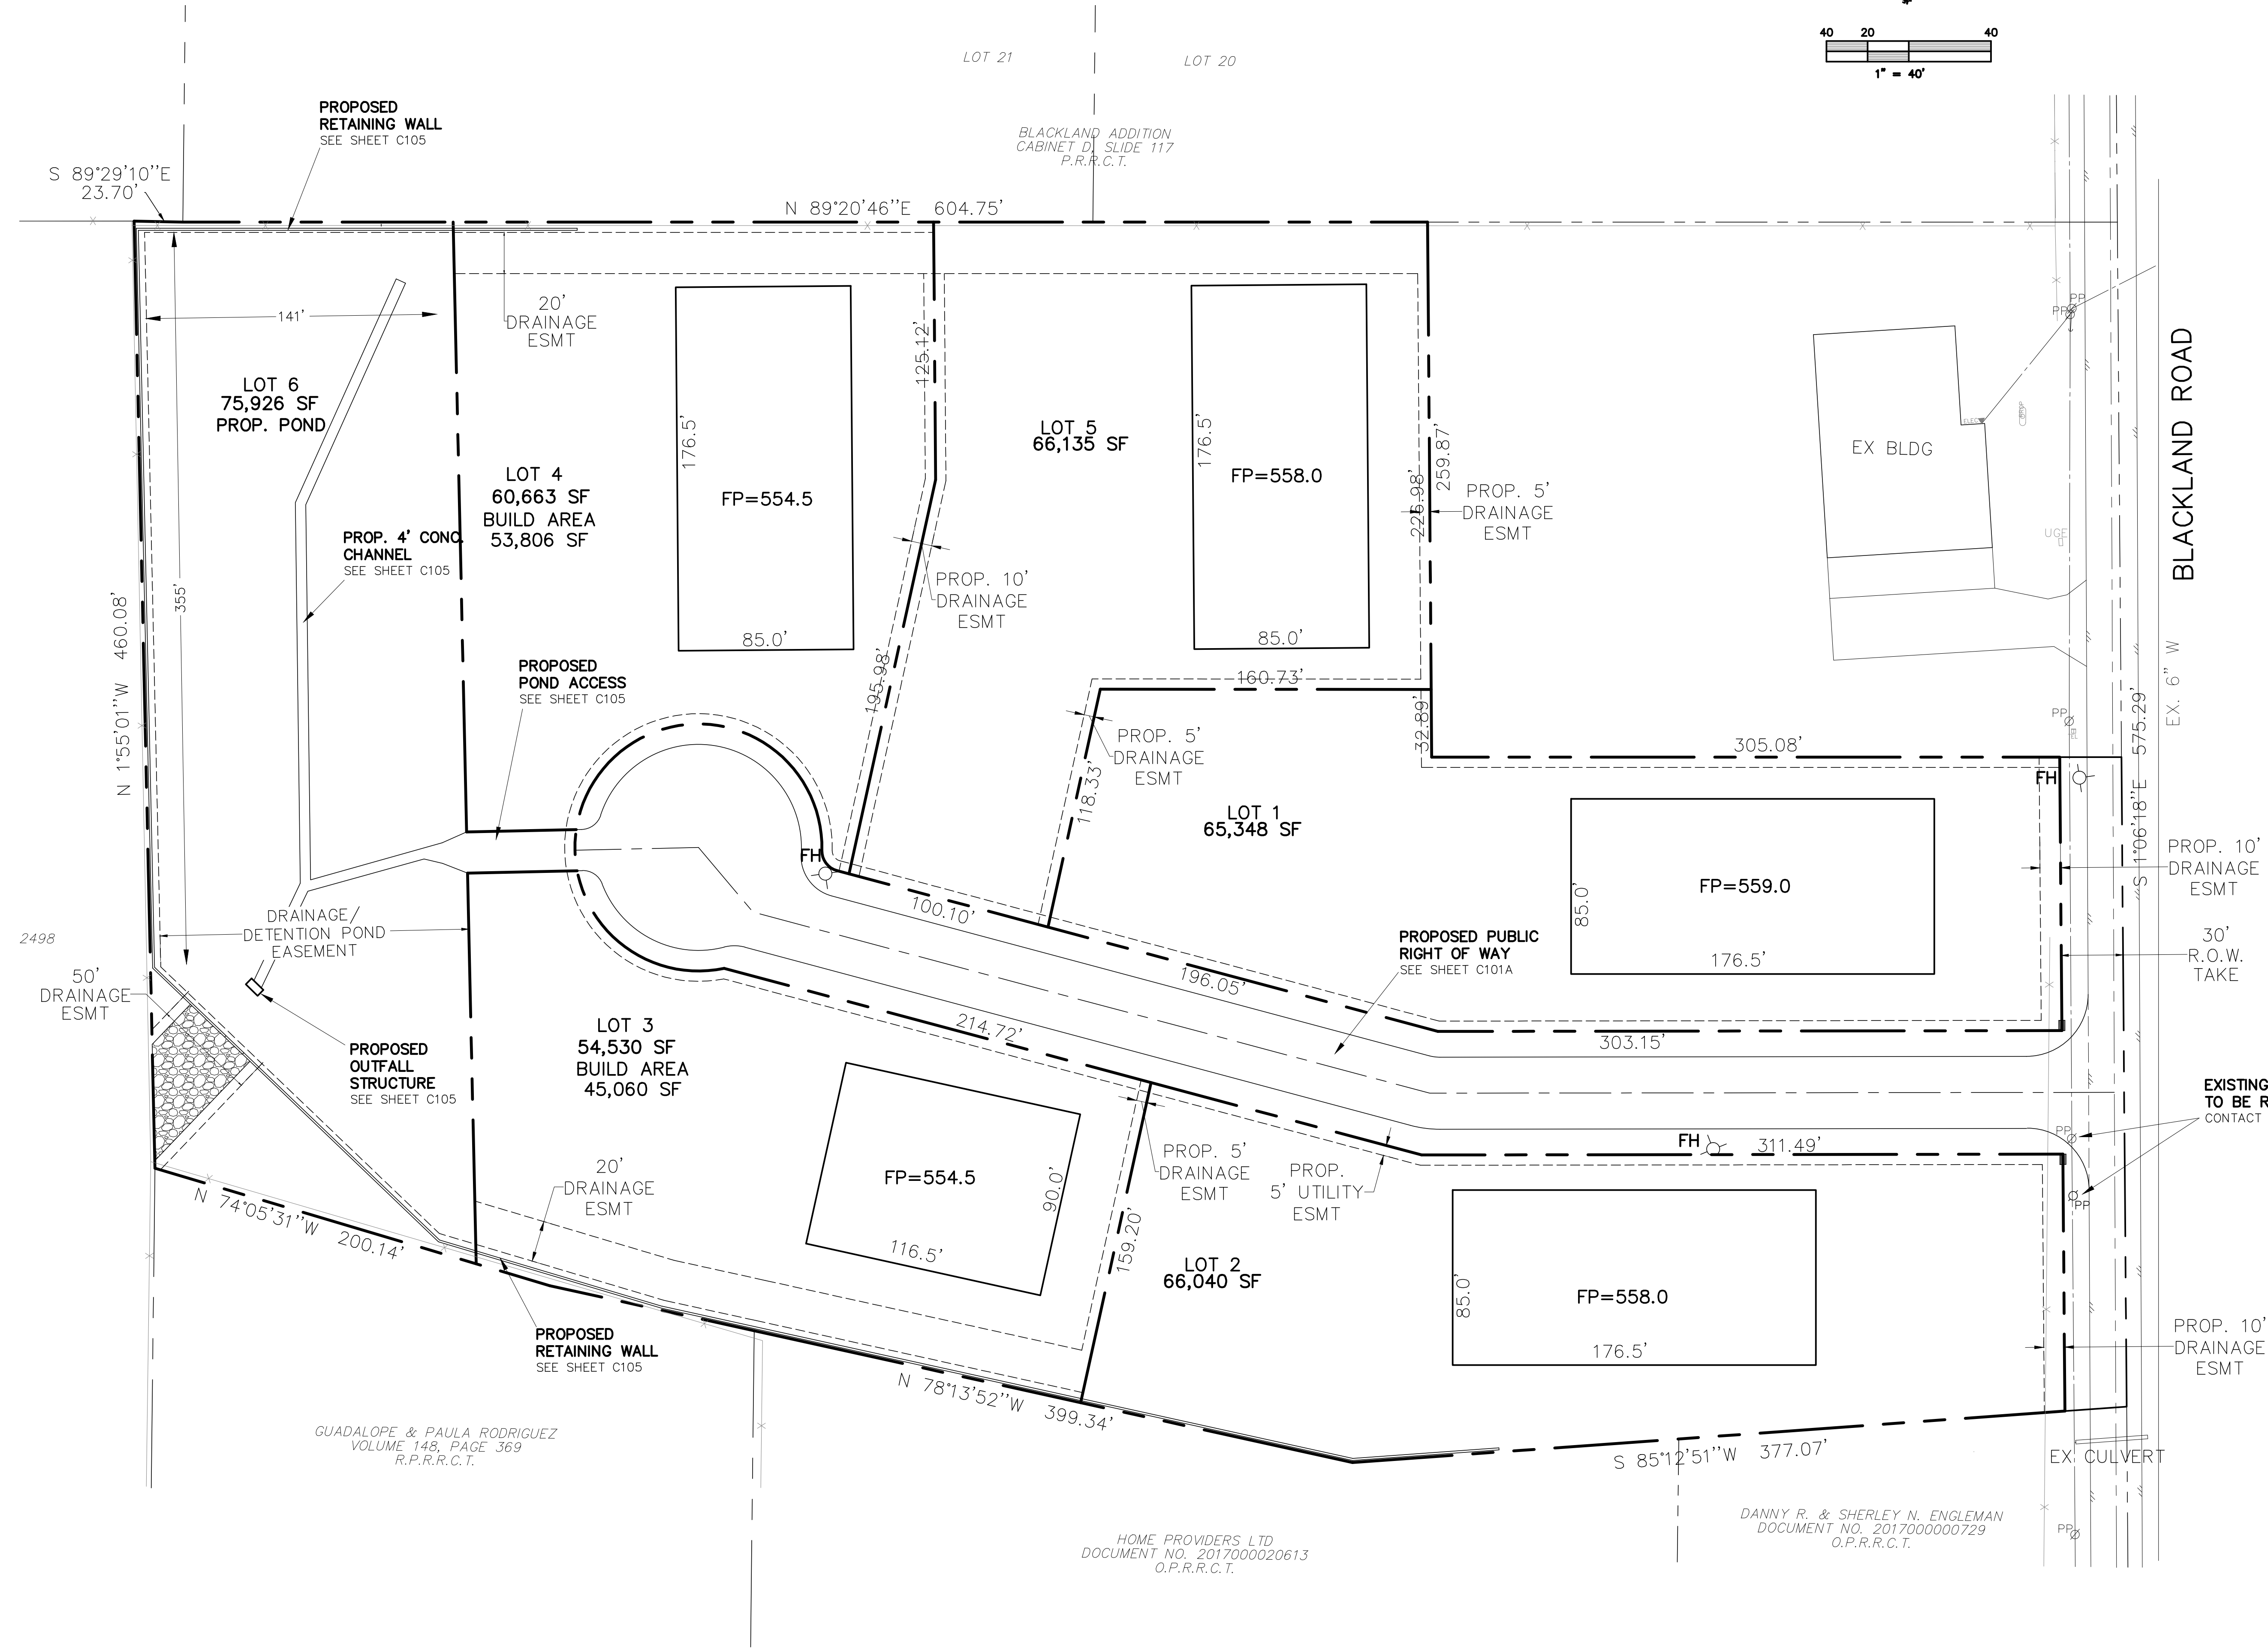 40 20 40
1" = 40'
LOT 21
LOT 20
BLACKLAND ADDITION
CABINET D, SLIDE 117
P.R.R.C.T.
PROPOSED
RETAINING WALL
SEE SHEET C105
S 89°29'10''E
23.70'
N 89°20'46''E 604.75'
141'
20'
DRAINAGE
ESMT
LOT 6
75,926 SF
PROP. POND
LOT 4
60,663 SF
BUILD AREA
53,806 SF
176.5'
FP=554.5
85.0'
125.12'
LOT 5
66,135 SF
176.5'
FP=558.0
85.0'
226.98'
259.87'
PROP. 5'
DRAINAGE
ESMT
EX BLDG
ELEC
UGE
PP
PP
BLACKLAND ROAD
PROP. 4' CONC.
CHANNEL
SEE SHEET C105
355'
N 1°55'01''W 460.08'
PROP. 10'
DRAINAGE
ESMT
PROPOSED
POND ACCESS
SEE SHEET C105
195.98'
160.73'
32.89'
PROP. 5'
DRAINAGE
ESMT
118.33'
305.08'
PP
EX. 6" W
S 1°06'18''E 575.29'
FH
LOT 1
65,348 SF
FP=559.0
85.0'
176.5'
FH
PROP. 10'
DRAINAGE
ESMT
100.10'
196.05'
PROPOSED PUBLIC
RIGHT OF WAY
SEE SHEET C101A
30'
R.O.W.
TAKE
2498
DRAINAGE/
DETENTION POND
EASEMENT
50'
DRAINAGE
ESMT
PROPOSED
OUTFALL
STRUCTURE
SEE SHEET C105
LOT 3
54,530 SF
BUILD AREA
45,060 SF
214.72'
303.15'
EXISTING
TO BE R
CONTACT
PP
PP
FH
311.49'
FP=554.5
90.0'
116.5'
PROP. 5'
DRAINAGE
ESMT
PROP.
5' UTILITY
ESMT
20'
DRAINAGE
ESMT
N 74°05'31''W 200.14'
159.20'
LOT 2
66,040 SF
85.0'
FP=558.0
176.5'
PROP. 10'
DRAINAGE
ESMT
PROPOSED
RETAINING WALL
SEE SHEET C105
N 78°13'52''W 399.34'
S 85°12'51''W 377.07'
EX CULVERT
GUADALOPE & PAULA RODRIGUEZ
VOLUME 148, PAGE 369
R.P.R.R.C.T.
HOME PROVIDERS LTD
DOCUMENT NO. 2017000020613
O.P.R.R.C.T.
DANNY R. & SHERLEY N. ENGLEMAN
DOCUMENT NO. 2017000000729
O.P.R.R.C.T.
PP